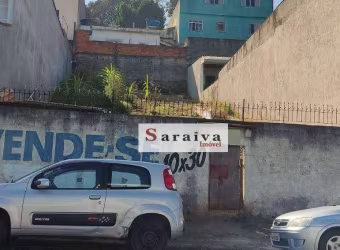 Saraiva
Imóvel
VENDE-SE
10x30